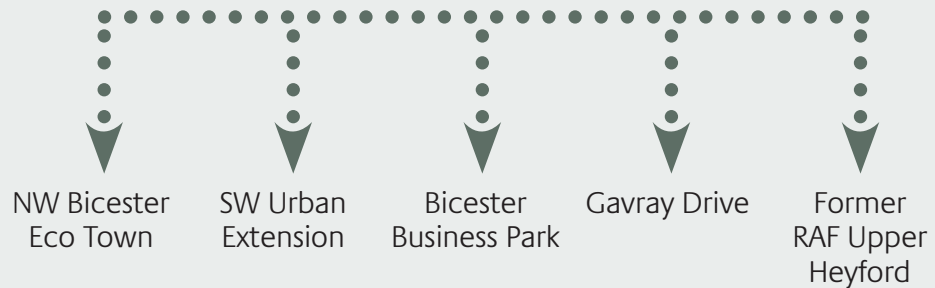 NW Bicester
Eco Town
SW Urban
Extension
Bicester
Business Park
Gavray Drive
Former
RAF Upper
Heyford